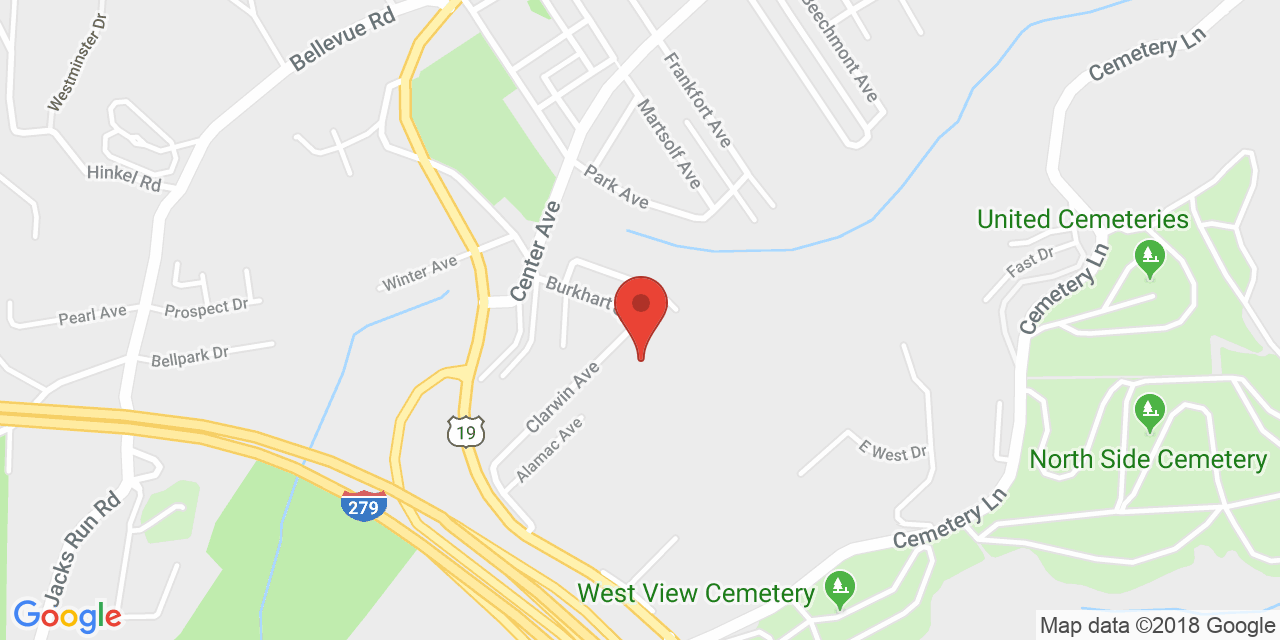 Westminster Dr
Bellevue Rd
Beechmont Ave
Cemetery Ln
Frankfort Ave
Martsolf Ave
Hinkel Rd
Park Ave
United Cemeteries
Center Ave
Winter Ave
Fast Dr
Cemetery Ln
Burkhart
Pearl Ave
Prospect Dr
Bellpark Dr
Clarwin Ave
19
Alamac Ave
E West Dr
North Side Cemetery
279
Cemetery Ln
Jacks Run Rd
West View Cemetery
Google
Map data ©2018 Google